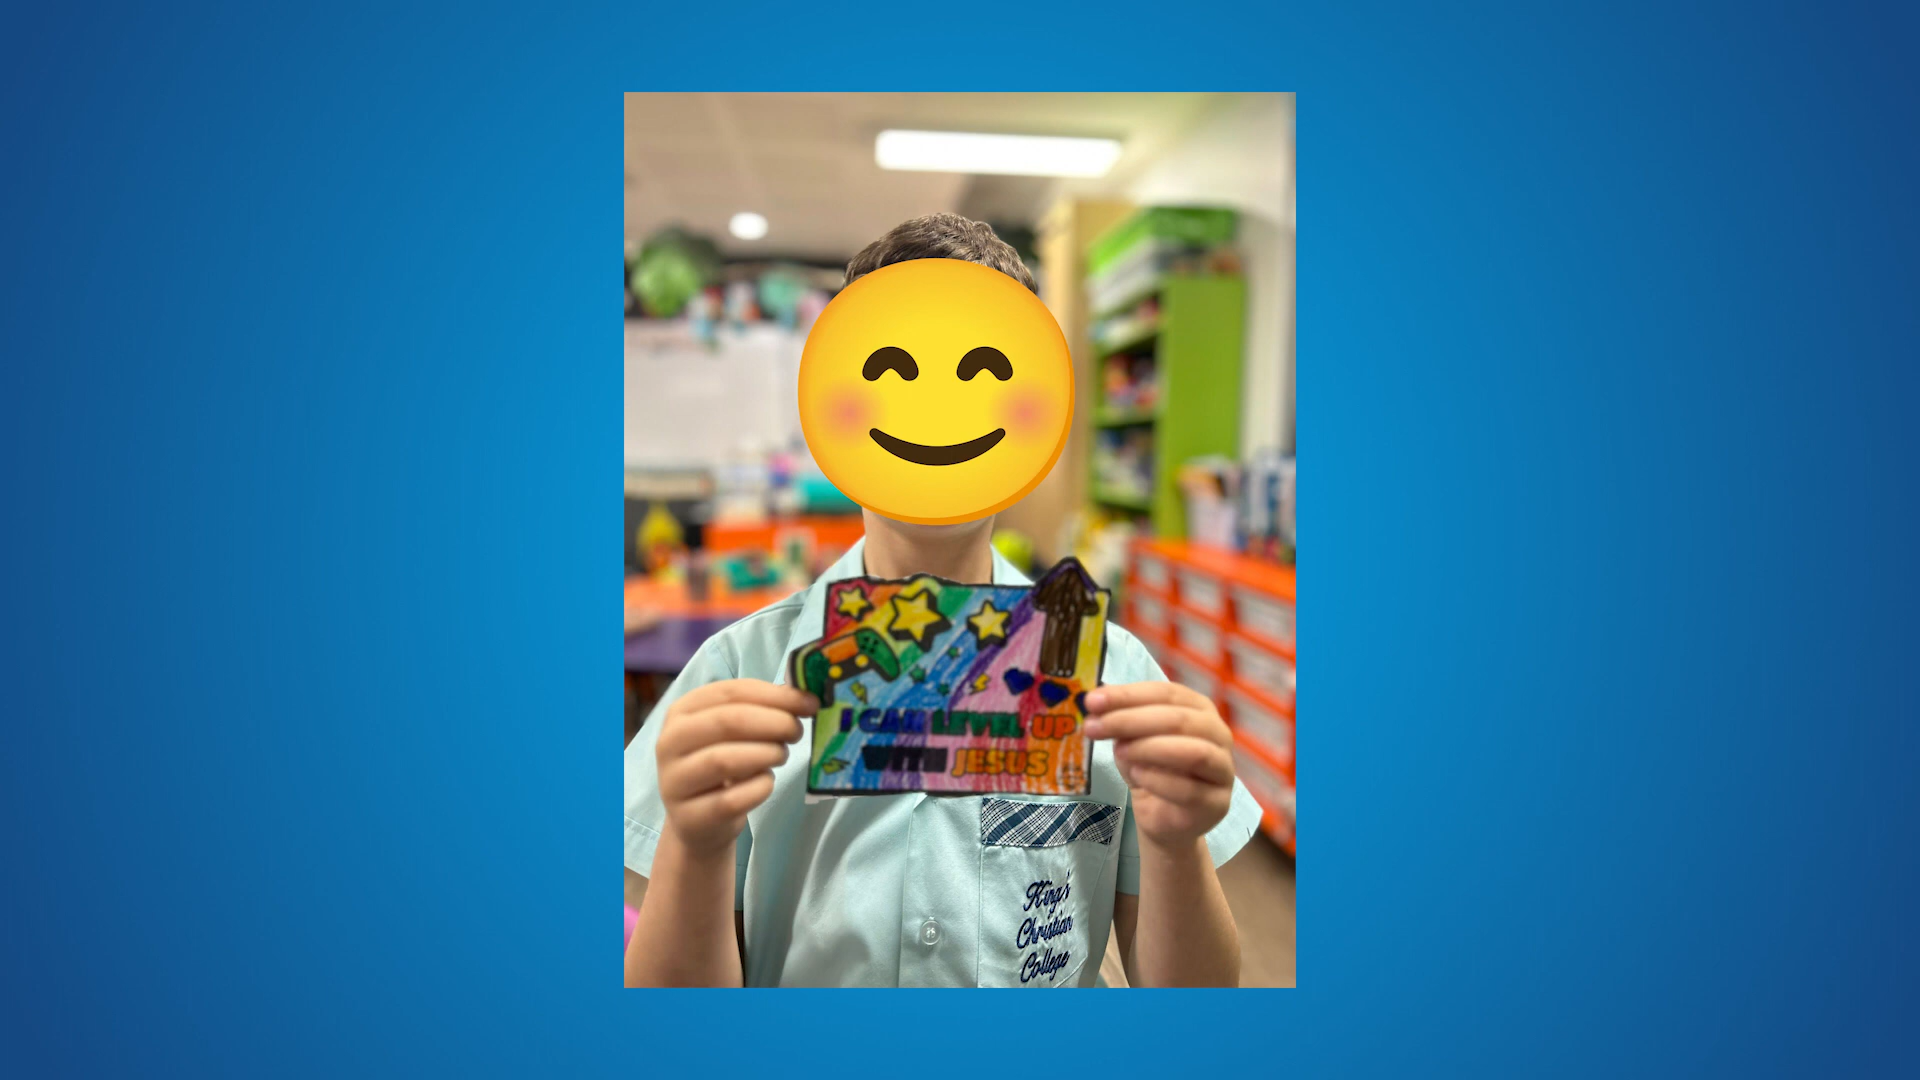 I CAN LEVEL UP
WITH JESUS
King's
Christian
College